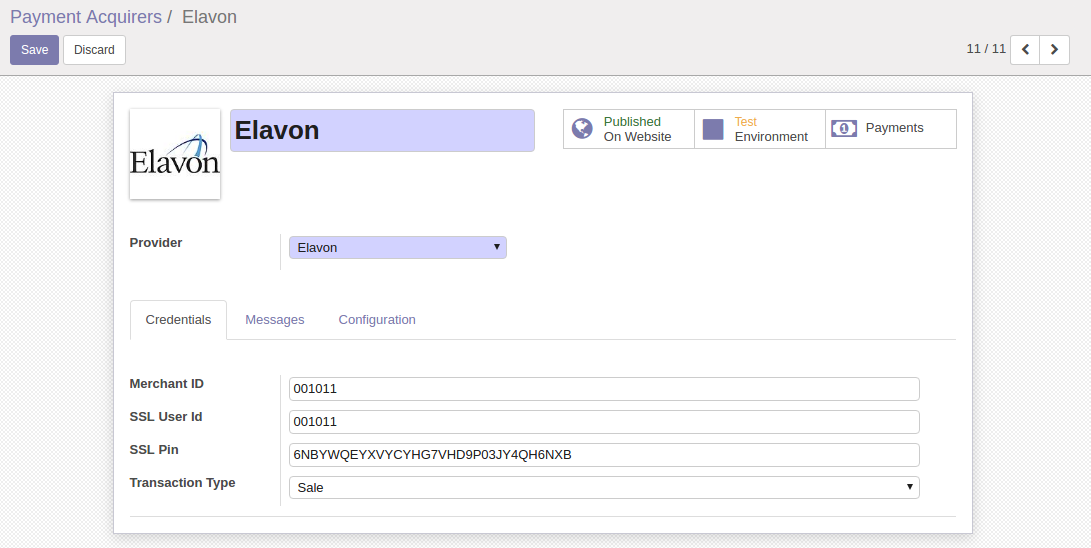 Payment Acquirers / Elavon
Save Discard
11 / 11
Elavon
Elavon
Published
On Website
Test
Environment
Payments
Provider
Elavon
Credentials Messages Configuration
Merchant ID
001011
SSL User Id
001011
SSL Pin
6NBYWQEYXVYCYHG7VHD9P03JY4QH6NXB
Transaction Type
Sale